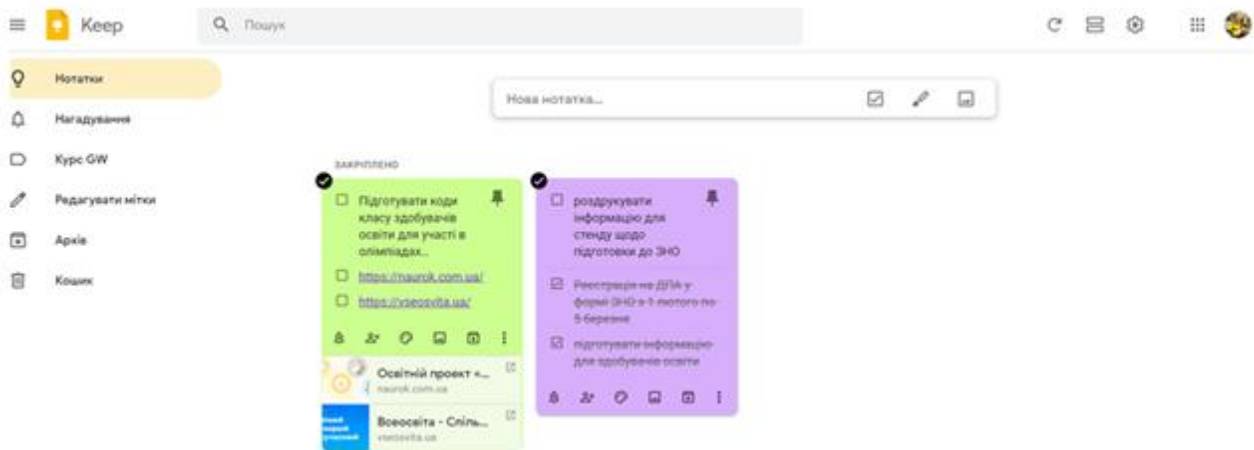 Keep
Пошук
Нотатки
Нагадування
Курс GW
Редагувати мітки
Архів
Кошик
Нова нотатка...
ЗАКРІПЛЕНО
Підготувати коди
класу здобувачів
освіти для участі в
олімпіадах..
https://naurok.com.ua/
https://vseosvita.ua/
Освітній проект «...
naurok.com.ua
Всеосвіта - Спіль...
vseosvita.ua
роздрукувати
інформацію для
стенду щодо
підготовки до ЗНО
Реєстрація на ДПА у
формі ЗНО з 1 лютого по
5 березня
підготувати інформацію
для здобувачів освіти